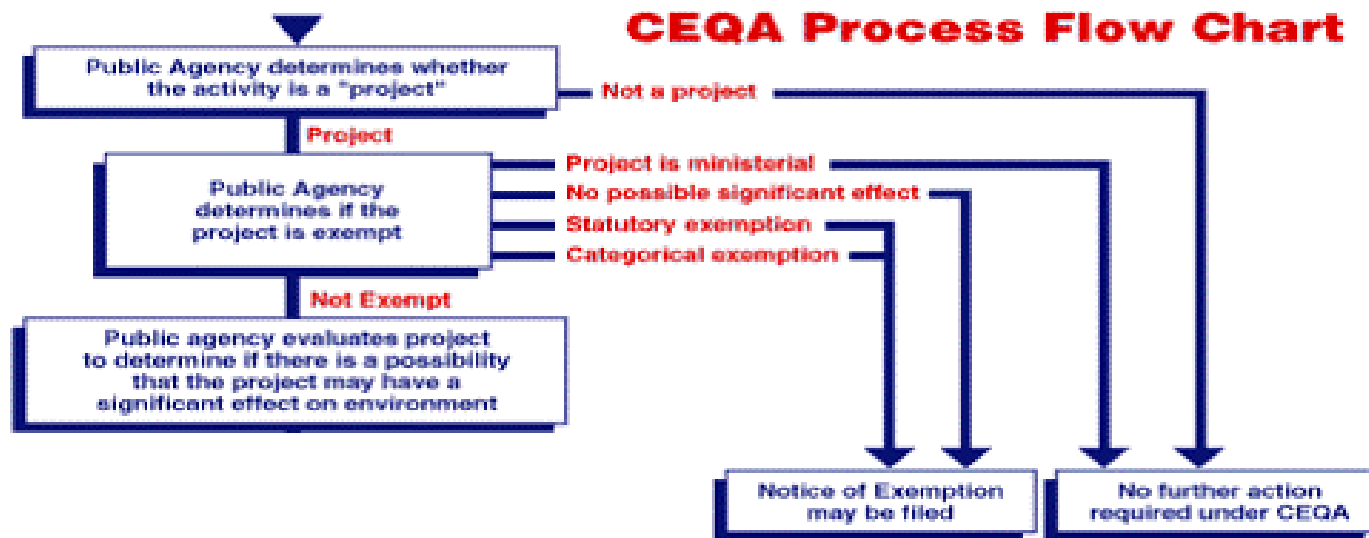 CEQA Process Flow Chart
Public Agency determines whether
the activity is a "project"
Not a project
Project
Public Agency
determines if the
project is exempt
Project is ministerial
No possible significant effect
Statutory exemption
Categorical exemption
Not Exempt
Public agency evaluates project
to determine if there is a possibility
that the project may have a
significant effect on environment
Notice of Exemption
may be filed
No further action
required under CEQA